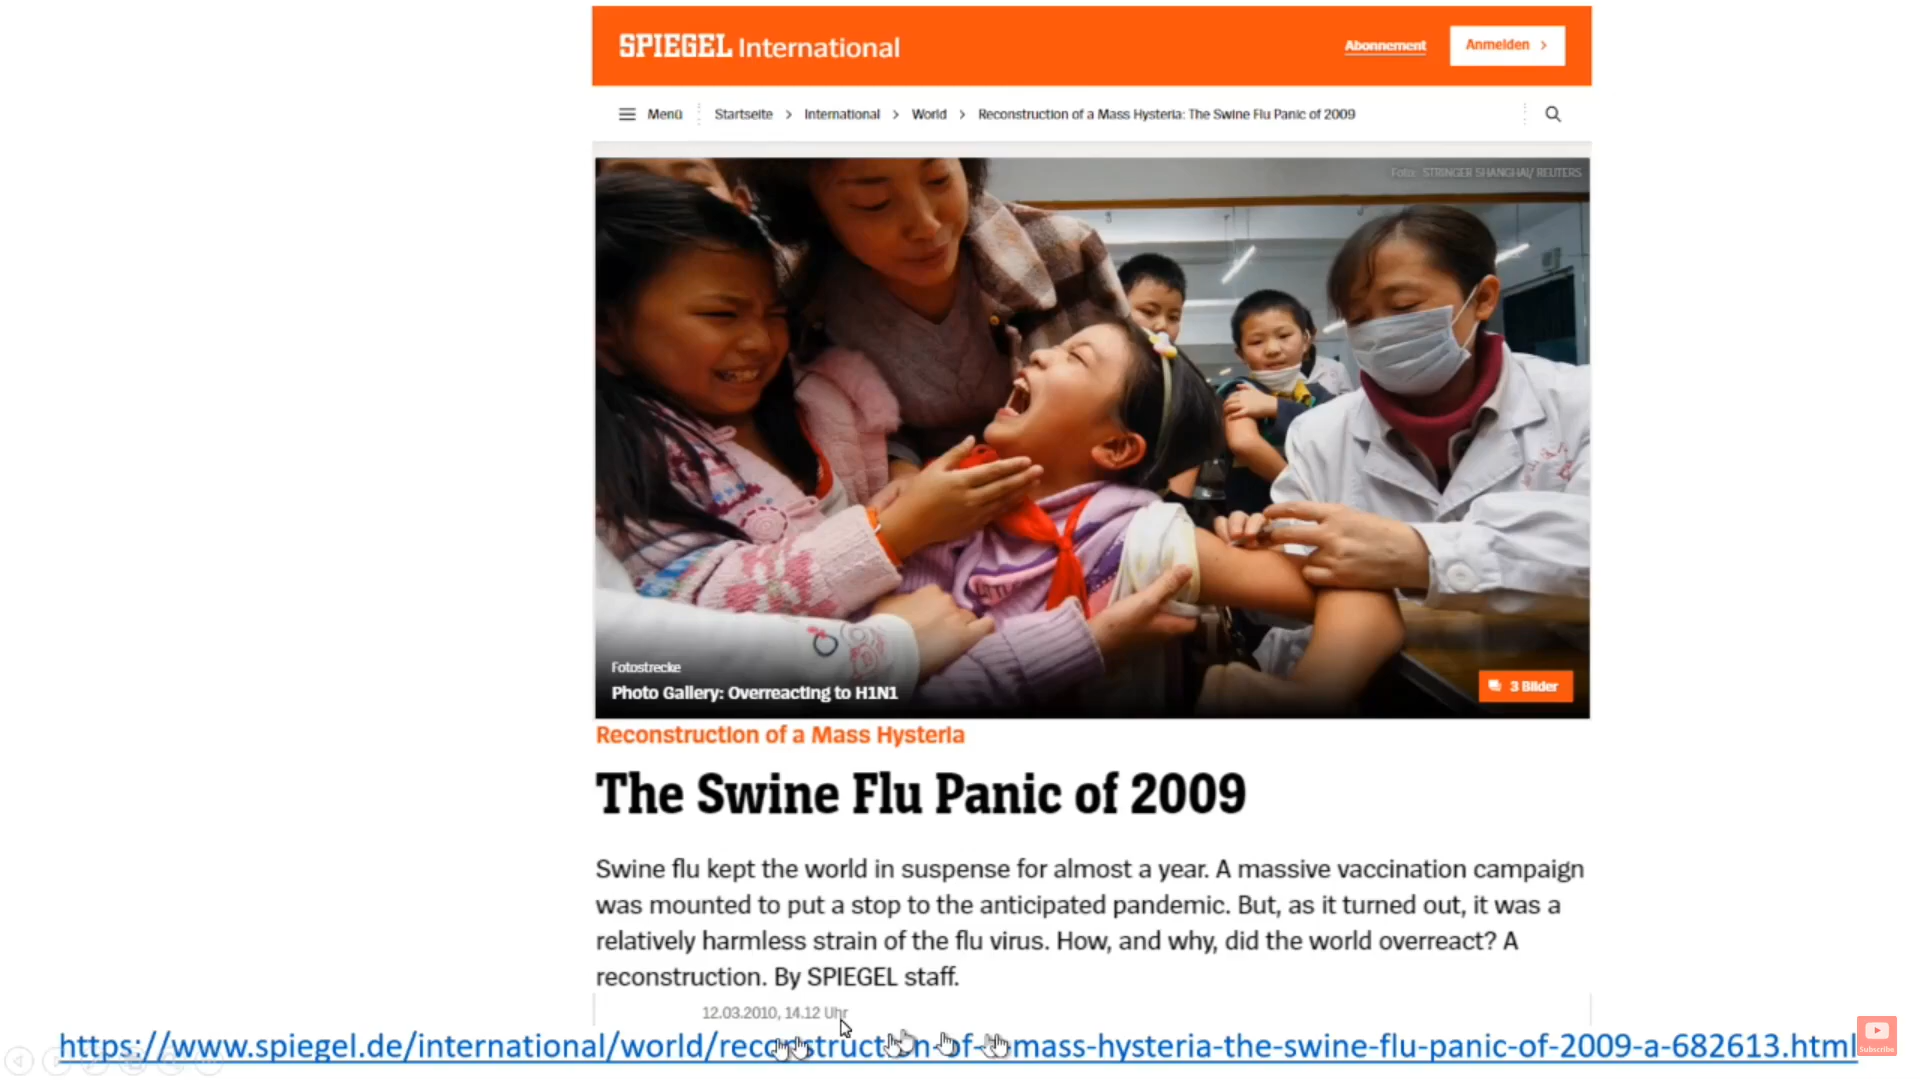 SPIEGEL International
Abonnement
Anmelden
Menü
Startseite > International > World > Reconstruction of a Mass Hysteria: The Swine Flu Panic of 2009
Foto: STRINGER SHANGHAI/ REUTERS
Fotostrecke
Photo Gallery: Overreacting to H1N1
3 Bilder
Reconstruction of a Mass Hysteria
The Swine Flu Panic of 2009
Swine flu kept the world in suspense for almost a year. A massive vaccination campaign
was mounted to put a stop to the anticipated pandemic. But, as it turned out, it was a
relatively harmless strain of the flu virus. How, and why, did the world overreact? A
reconstruction. By SPIEGEL staff.
12.03.2010, 14.12 Uhr
https://www.spiegel.de/international/world/reconstruction-of-a-mass-hysteria-the-swine-flu-panic-of-2009-a-682613.html
Subscribe